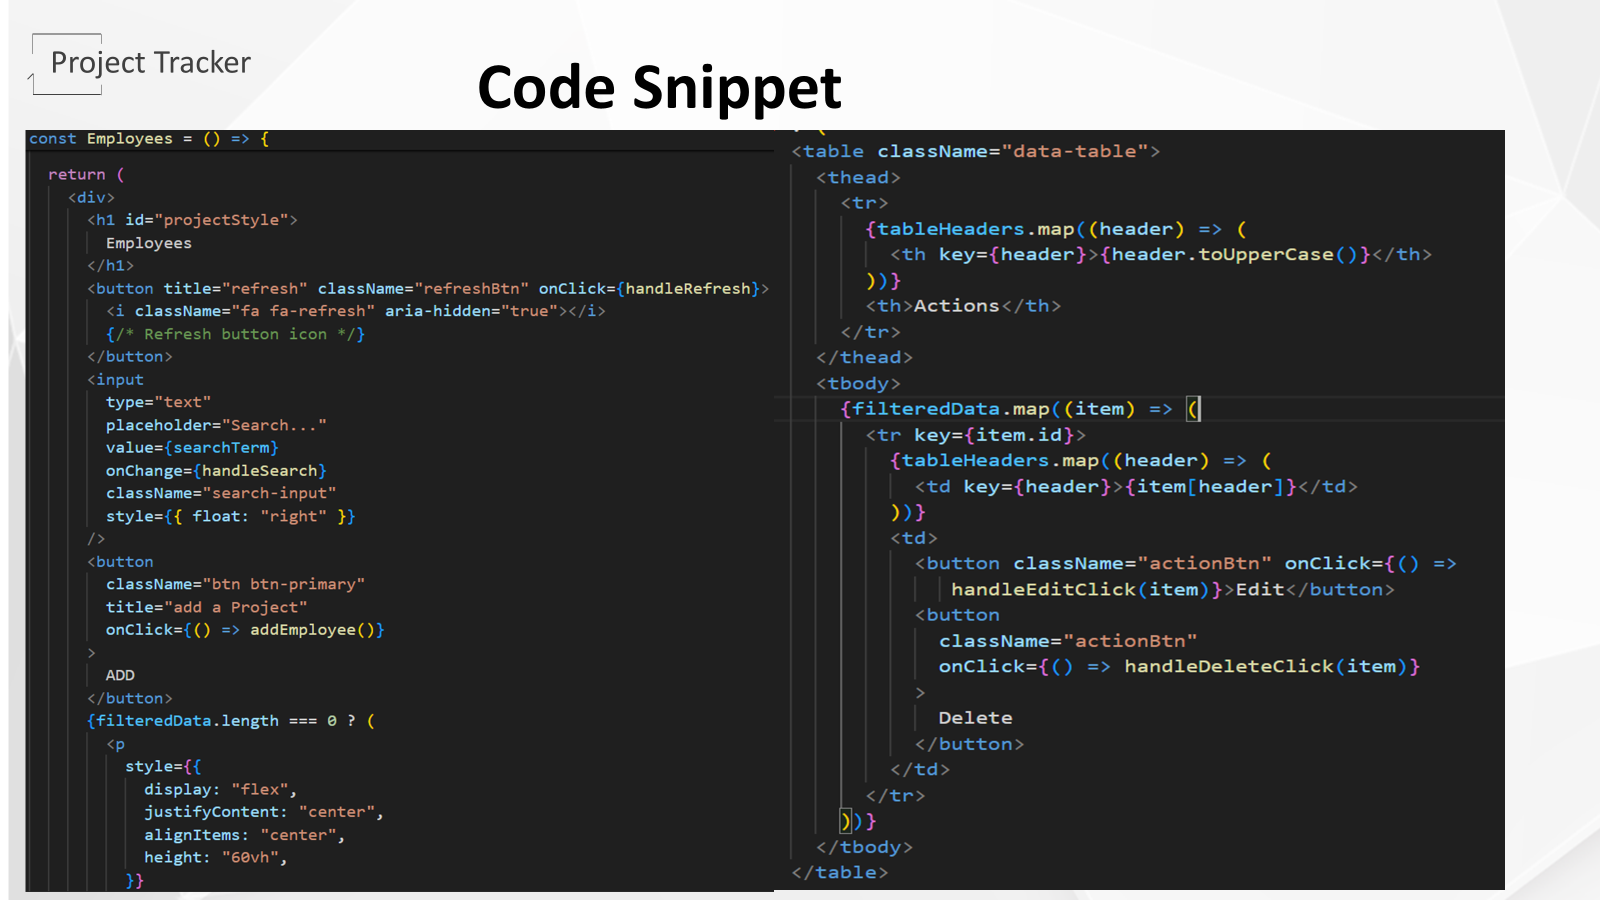 Project Tracker
Code Snippet
const Employees = () => {
return (
<div>
<h1 id="projectStyle">
Employees
</h1>
<button title="refresh" className="refreshBtn" onClick={handleRefresh}>
<i className="fa fa-refresh" aria-hidden="true"></i>
{/* Refresh button icon */}
</button>
<input
type="text"
placeholder="Search..."
value={searchTerm}
onChange={handleSearch}
className="search-input"
style={{ float: "right" }}
/>
<button
className="btn btn-primary"
title="add a Project"
onClick={() => addEmployee()}
>
ADD
</button>
{filteredData.length === 0 ? (
<p
style={{
display: "flex",
justifyContent: "center",
alignItems: "center",
height: "60vh",
}}
<table className="data-table">
<thead>
<tr>
{tableHeaders.map((header) => (
<th key={header}>{header.toUpperCase()}</th>
))}
<th>Actions</th>
</tr>
</thead>
<tbody>
{filteredData.map((item) => (
<tr key={item.id}>
{tableHeaders.map((header) => (
<td key={header}>{item[header]}</td>
))}
<td>
<button className="actionBtn" onClick={() =>
handleEditClick(item)}>Edit</button>
<button
className="actionBtn"
onClick={() => handleDeleteClick(item)}
>
Delete
</button>
</td>
</tr>
))}
</tbody>
</table>